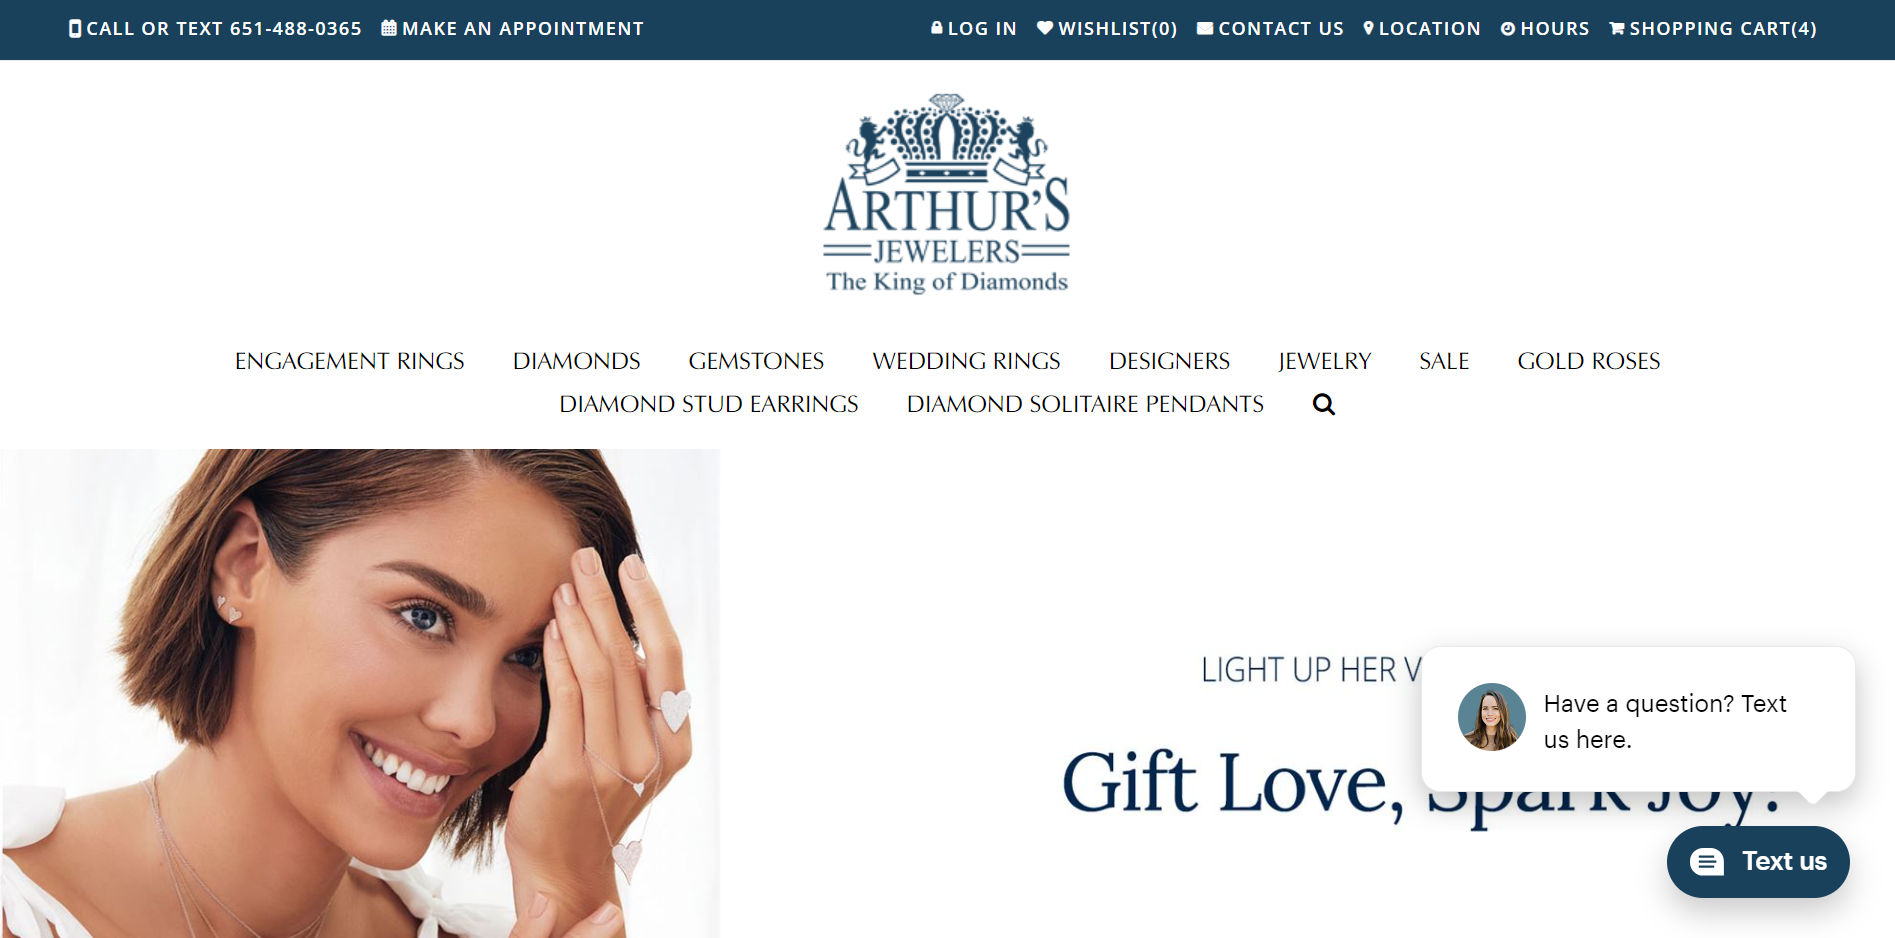 CALL OR TEXT 651-488-0365 MAKE AN APPOINTMENT LOG IN WISHLIST(0) CONTACT US LOCATION HOURS SHOPPING CART(4)
ARTHUR'S
JEWELERS
The King of Diamonds
ENGAGEMENT RINGS DIAMONDS GEMSTONES WEDDING RINGS DESIGNERS JEWELRY SALE GOLD ROSES
DIAMOND STUD EARRINGS DIAMOND SOLITAIRE PENDANTS
LIGHT UP HER
Have a question? Text
us here.
Gift Love, Spark Joy!
Text us